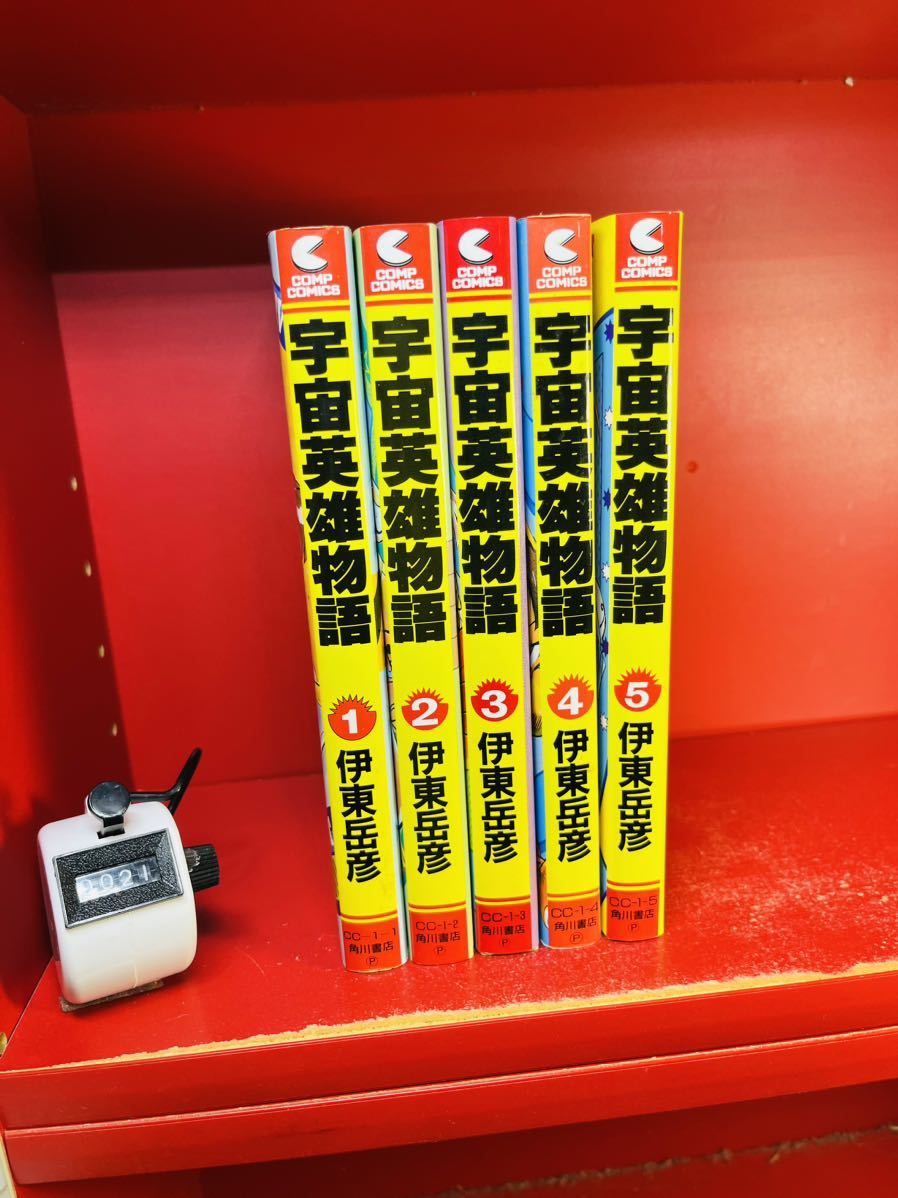 COMP
COMICS
宇宙英雄物語
1
伊東岳彦
CC-1-1
角川書店
P
COMP
COMICS
宇宙英雄物語
2
伊東岳彦
CC-1-2
角川書店
P
COMP
COMICS
宇宙英雄物語
3
伊東岳彦
CC-1-3
角川書店
P
COMP
COMICS
宇宙英雄物語
4
伊東岳彦
CC-1-4
角川書店
P
COMP
COMICS
宇宙英雄物語
5
伊東岳彦
CC-1-5
角川書店
P